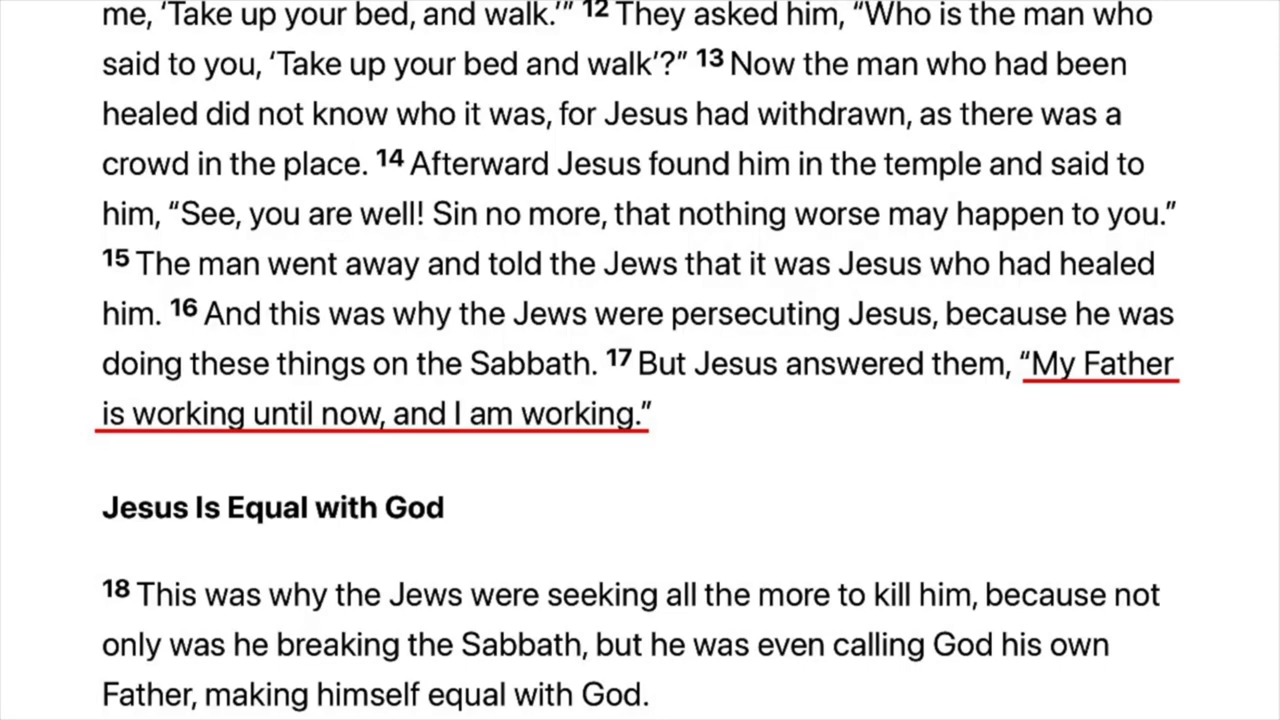 me, ‘Take up your bed, and walk.’” 12 They asked him, “Who is the man who
said to you, ‘Take up your bed and walk’?” 13 Now the man who had been
healed did not know who it was, for Jesus had withdrawn, as there was a
crowd in the place. 14 Afterward Jesus found him in the temple and said to
him, “See, you are well! Sin no more, that nothing worse may happen to you.”
15 The man went away and told the Jews that it was Jesus who had healed
him. 16 And this was why the Jews were persecuting Jesus, because he was
doing these things on the Sabbath. 17 But Jesus answered them, “My Father
is working until now, and I am working.”
Jesus Is Equal with God
18 This was why the Jews were seeking all the more to kill him, because not
only was he breaking the Sabbath, but he was even calling God his own
Father, making himself equal with God.